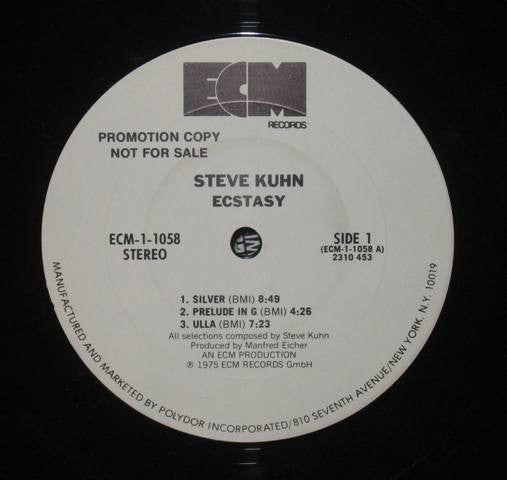 ECM
RECORDS
PROMOTION COPY
NOT FOR SALE
STEVE KUHN
ECSTASY
ECM-1-1058
STEREO
SIDE 1
(ECM-1-1058 A)
2310 453
1. SILVER (BMI) 8:49
2. PRELUDE IN G (BMI) 4:26
3. ULLA (BMI) 7:23
All selections composed by Steve Kuhn
Produced by Manfred Eicher
AN ECM PRODUCTION
℗ 1975 ECM RECORDS GmbH
MANUFACTURED AND MARKETED BY POLYDOR INCORPORATED/810 SEVENTH AVENUE/NEW YORK, N.Y. 10019